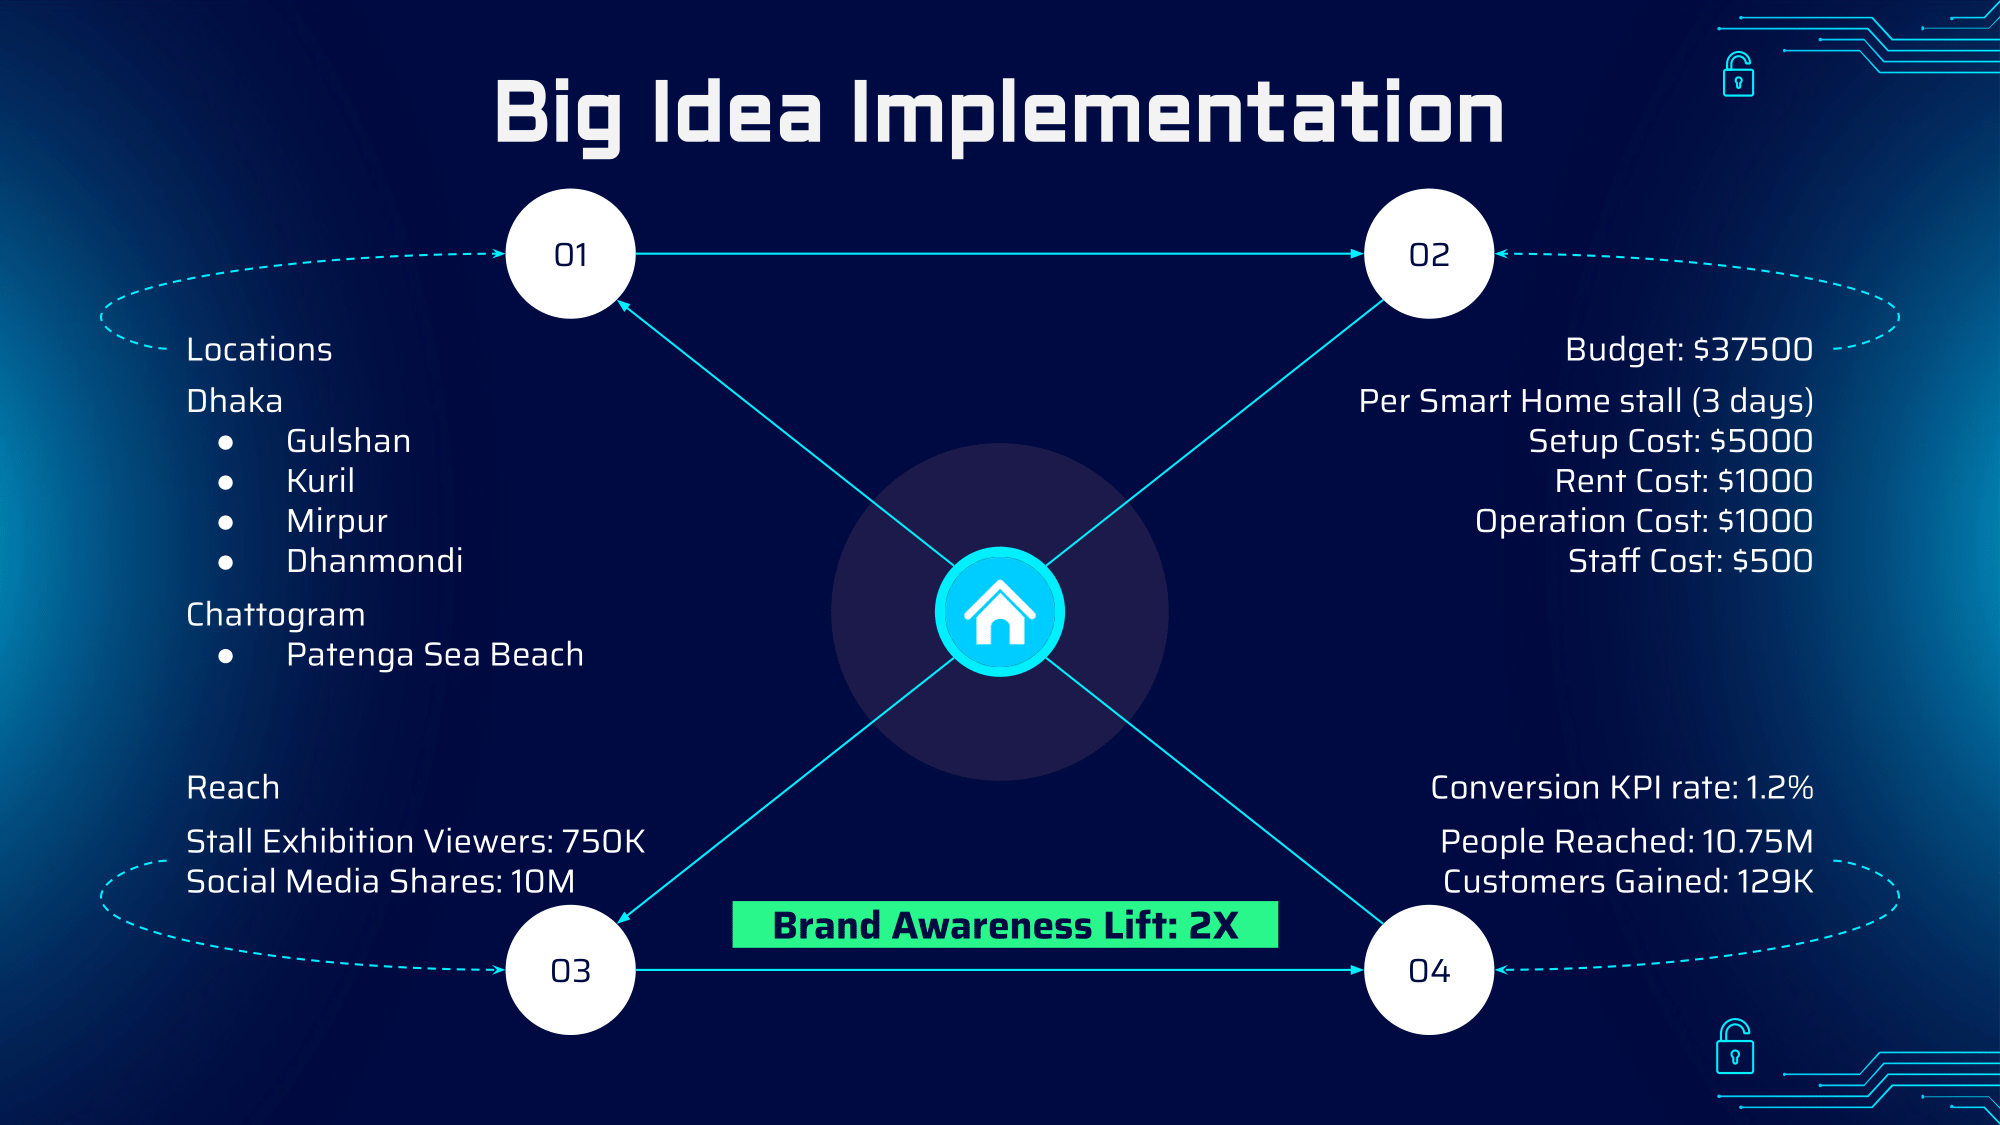 Big Idea Implementation
01
02
Locations
Dhaka
● Gulshan
● Kuril
● Mirpur
● Dhanmondi
Chattogram
● Patenga Sea Beach
Budget: $37500
Per Smart Home stall (3 days)
Setup Cost: $5000
Rent Cost: $1000
Operation Cost: $1000
Staff Cost: $500
Reach
Stall Exhibition Viewers: 750K
Social Media Shares: 10M
Conversion KPI rate: 1.2%
People Reached: 10.75M
Customers Gained: 129K
Brand Awareness Lift: 2X
03
04